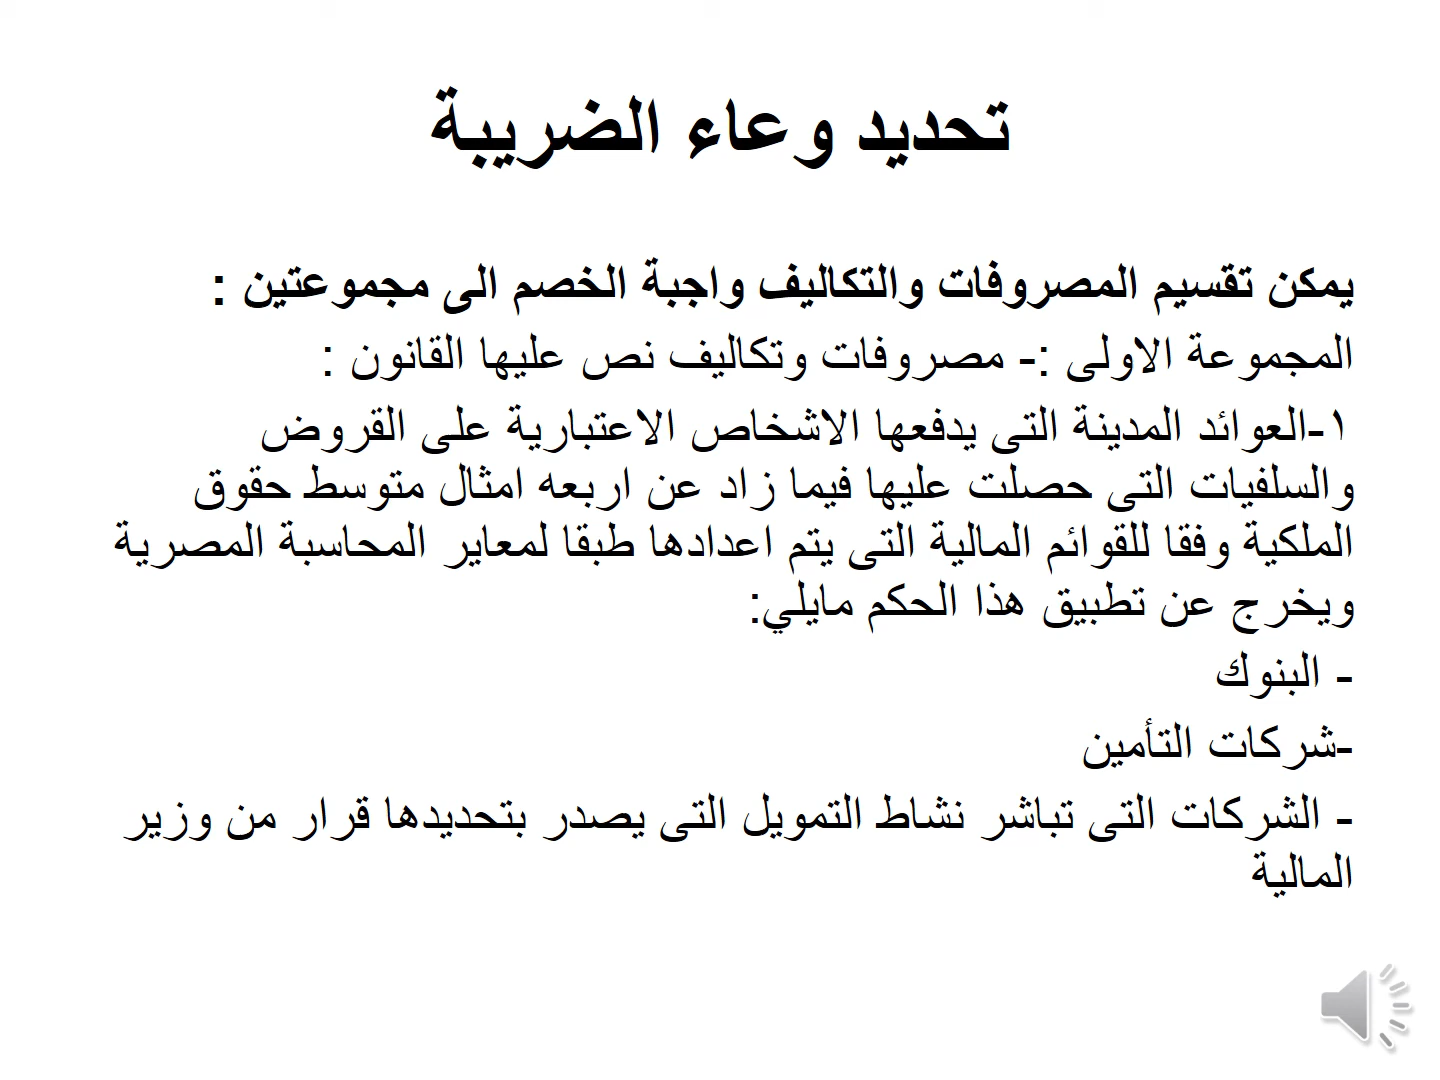 تحديد وعاء الضريبة
يمكن تقسيم المصروفات والتكاليف واجبة الخصم الى مجموعتين :
المجموعة الاولى :- مصروفات وتكاليف نص عليها القانون :
١-العوائد المدينة التى يدفعها الاشخاص الاعتبارية على القروض
والسلفيات التى حصلت عليها فيما زاد عن اربعه امثال متوسط حقوق
الملكية وفقا للقوائم المالية التى يتم اعدادها طبقا لمعاير المحاسبة المصرية
ويخرج عن تطبيق هذا الحكم مايلي:
- البنوك
-شركات التأمين
- الشركات التى تباشر نشاط التمويل التى يصدر بتحديدها قرار من وزير
المالية